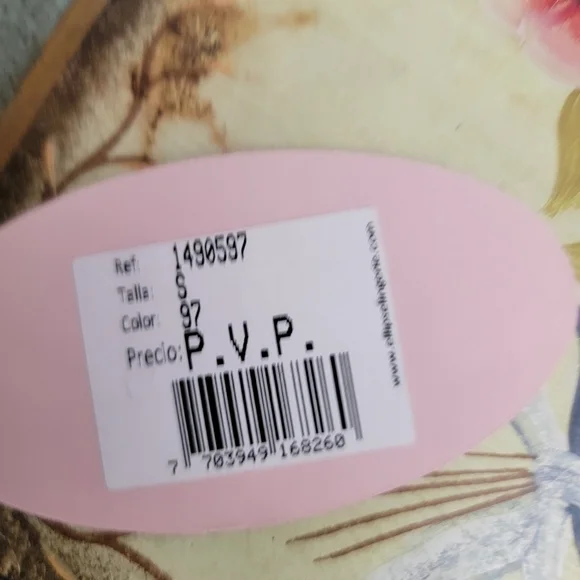 Ref: 1490597
Talla: S
Color: 97
Precio: P.V.P.
7 703949 168260